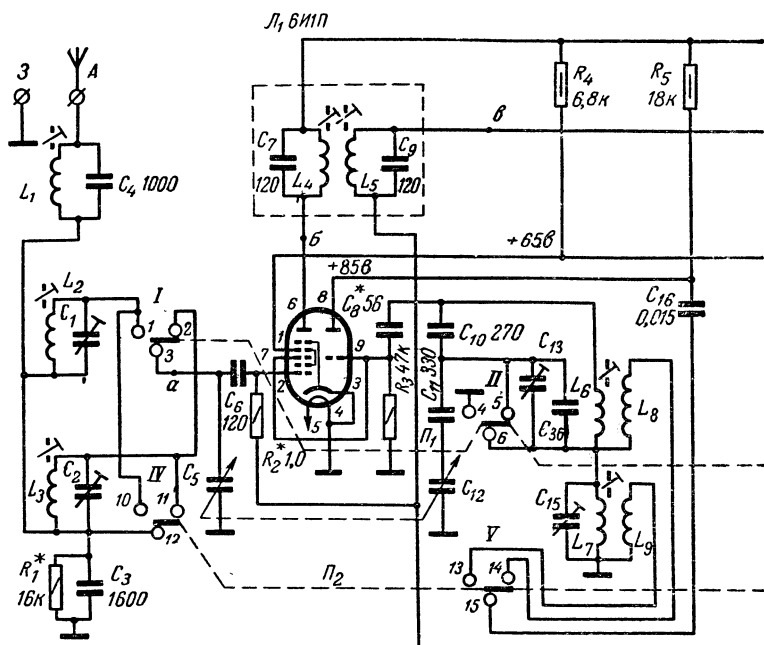 Л₁ 6И1П
З
А
R₄
6,8к
R₅
18к
в
C₇
120
L₄
L₅
C₉
120
L₁
C₄ 1000
б
+65в
+85в
C₈* 56
C₁₆
0,015
L₂
C₁
I
1
2
3
а
6
8
1
7
2
9
3
4
5
C₆
120
R₂* 1,0
R₃ 47к
C₁₀ 270
C₁₁ 330
C₁₃
II
4
5
6
C₃₆
L₆
L₈
П₁
L₃
C₂
IV
10
11
12
C₅
C₁₂
C₁₅
L₇
L₉
R₁*
16к
C₃
1600
П₂
V
13
14
15